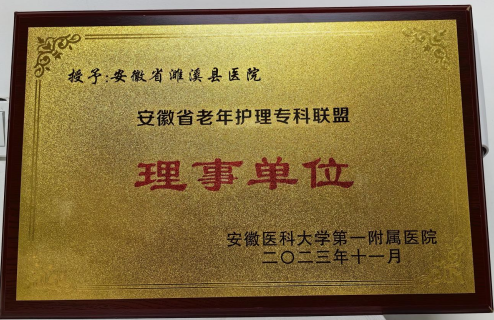 授予:安徽省濉溪县医院
安徽省老年护理专科联盟
理事单位
安徽医科大学第一附属医院
二〇二三年十一月